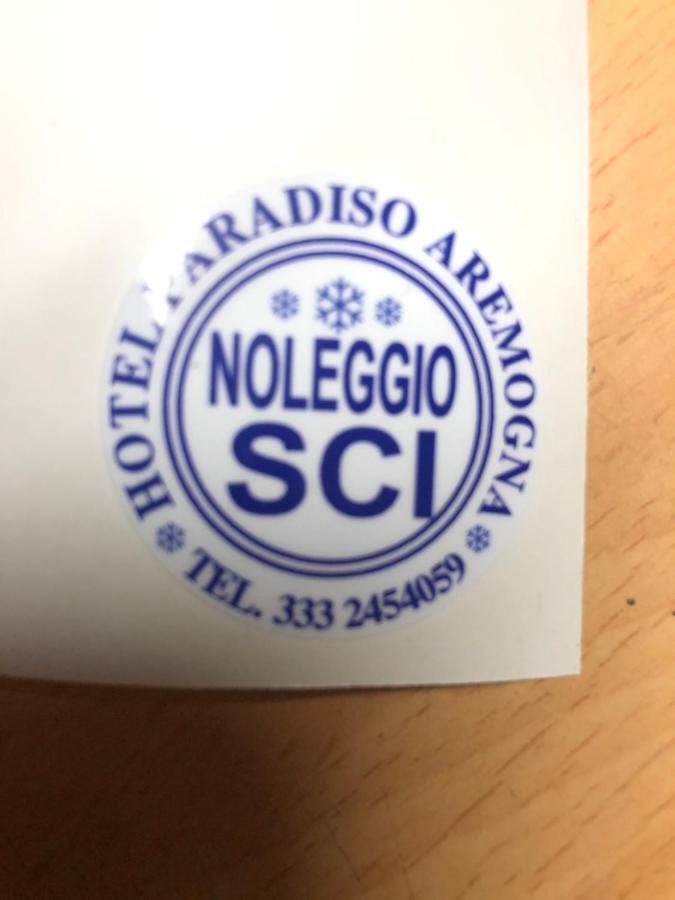 HOTEL PARADISO AREMOGNA
NOLEGGIO
SCI
TEL. 333 2454059